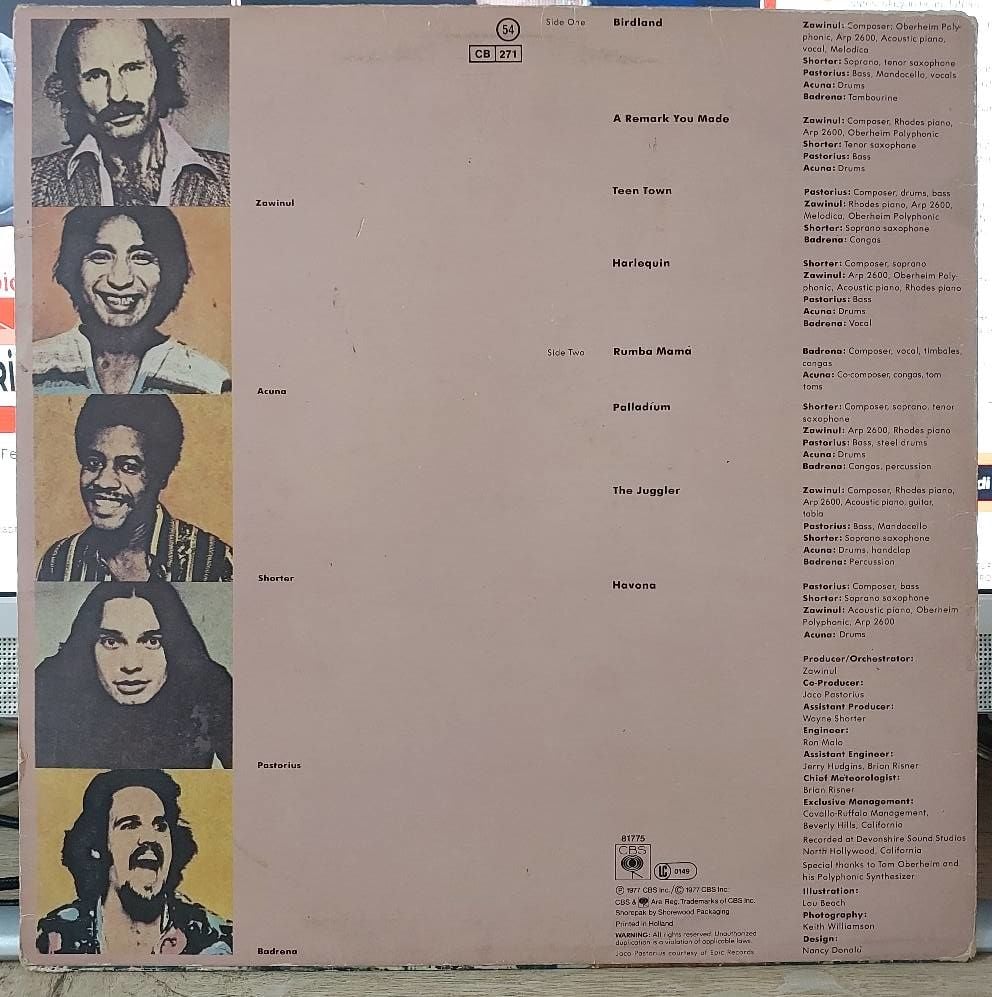 54
CB 271
Side One
Birdland
Zawinul: Composer, Oberheim Poly-
phonic, Arp 2600, Acoustic piano,
vocal, Melodica
Shorter: Soprano, tenor saxophone
Pastorius: Bass, Mandocello, vocals
Acuna: Drums
Badrena: Tambourine
A Remark You Made
Zawinul: Composer, Rhodes piano,
Arp 2600, Oberheim Polyphonic
Shorter: Tenor saxophone
Pastorius: Bass
Acuna: Drums
Teen Town
Pastorius: Composer, drums, bass
Zawinul: Rhodes piano, Arp 2600,
Melodica, Oberheim Polyphonic
Shorter: Soprano saxophone
Badrena: Congas
Harlequin
Shorter: Composer, soprano
Zawinul: Arp 2600, Oberheim Poly-
phonic, Acoustic piano, Rhodes piano
Pastorius: Bass
Acuna: Drums
Badrena: Vocal
Side Two
Rumba Mamá
Badrena: Composer, vocal, timbales,
congas
Acuna: Co-composer, congas, tom
toms
Palladíum
Shorter: Composer, soprano, tenor
saxophone
Zawinul: Arp 2600, Rhodes piano
Pastorius: Bass, steel drums
Acuna: Drums
Badrena: Congas, percussion
The Juggler
Zawinul: Composer, Rhodes piano,
Arp 2600, Acoustic piano, guitar,
tabla
Pastorius: Bass, Mandocello
Shorter: Soprano saxophone
Acuna: Drums, handclap
Badrena: Percussion
Havona
Pastorius: Composer, bass
Shorter: Soprano saxophone
Zawinul: Acoustic piano, Oberheim
Polyphonic, Arp 2600
Acuna: Drums
Producer/Orchestrator:
Zawinul
Co-Producer:
Jaco Pastorius
Assistant Producer:
Wayne Shorter
Engineer:
Ron Malo
Assistant Engineer:
Jerry Hudgins, Brian Risner
Chief Meteorologist:
Brian Risner
Exclusive Management:
Cavallo-Ruffalo Management,
Beverly Hills, California
Recorded at Devonshire Sound Studios
North Hollywood, California
Special thanks to Tom Oberheim and
his Polyphonic Synthesizer
Illustration:
Lou Beach
Photography:
Keith Williamson
Design:
Nancy Donald
Zawinul
Acuna
Shorter
Pastorius
Badrena
81775
CBS
LC 0149
℗ 1977 CBS Inc./© 1977 CBS Inc.
CBS & Are Reg. Trademarks of CBS Inc.
Shorepak by Shorewood Packaging
Printed in Holland
WARNING: All rights reserved. Unauthorized
duplication is a violation of applicable laws.
Jaco Pastorius courtesy of Epic Records